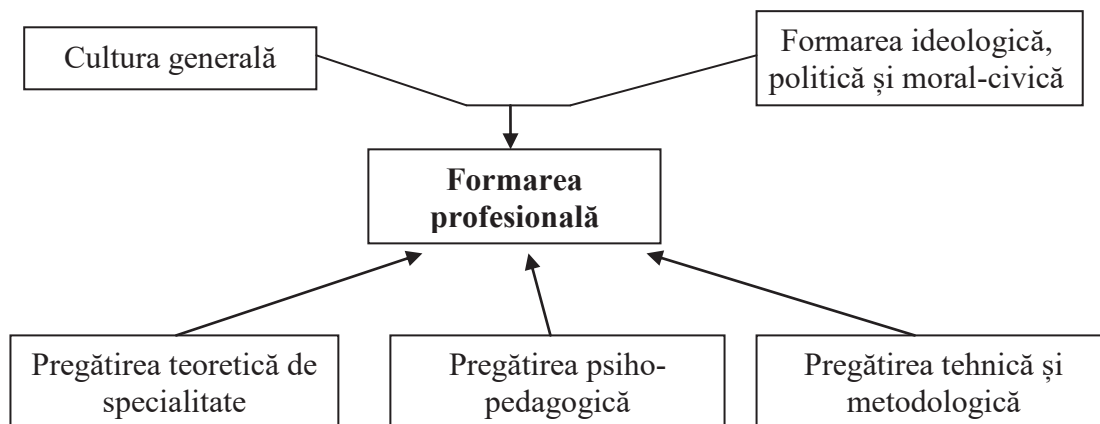 Cultura generală
Formarea ideologică,
politică și moral-civică
Formarea
profesională
Pregătirea teoretică de
specialitate
Pregătirea psiho-
pedagogică
Pregătirea tehnică și
metodologică